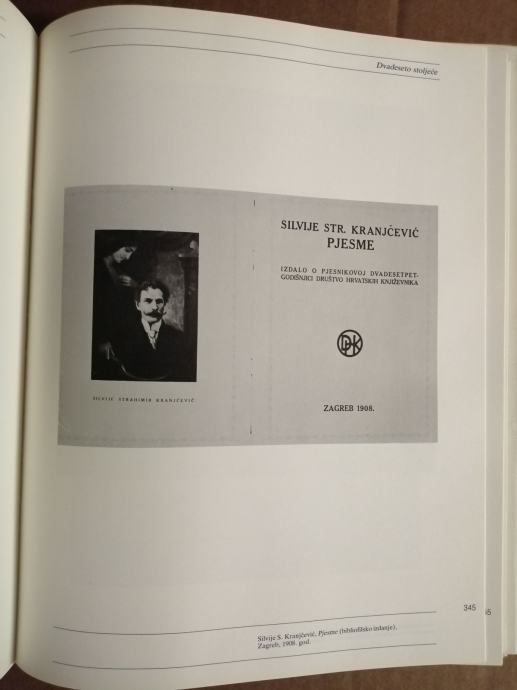 Dvadeseto stoljeće
SILVIJE STRAHIMIR KRANJČEVIĆ
SILVIJE STR. KRANJČEVIĆ
PJESME
IZDALO O PJESNIKOVOJ DVADESETPET-
GODIŠNJICI DRUŠTVO HRVATSKIH KNJIŽEVNIKA
DHK
ZAGREB 1908.
345
Silvije S. Kranjčević, Pjesme (bibliofilsko izdanje),
Zagreb, 1908. god.